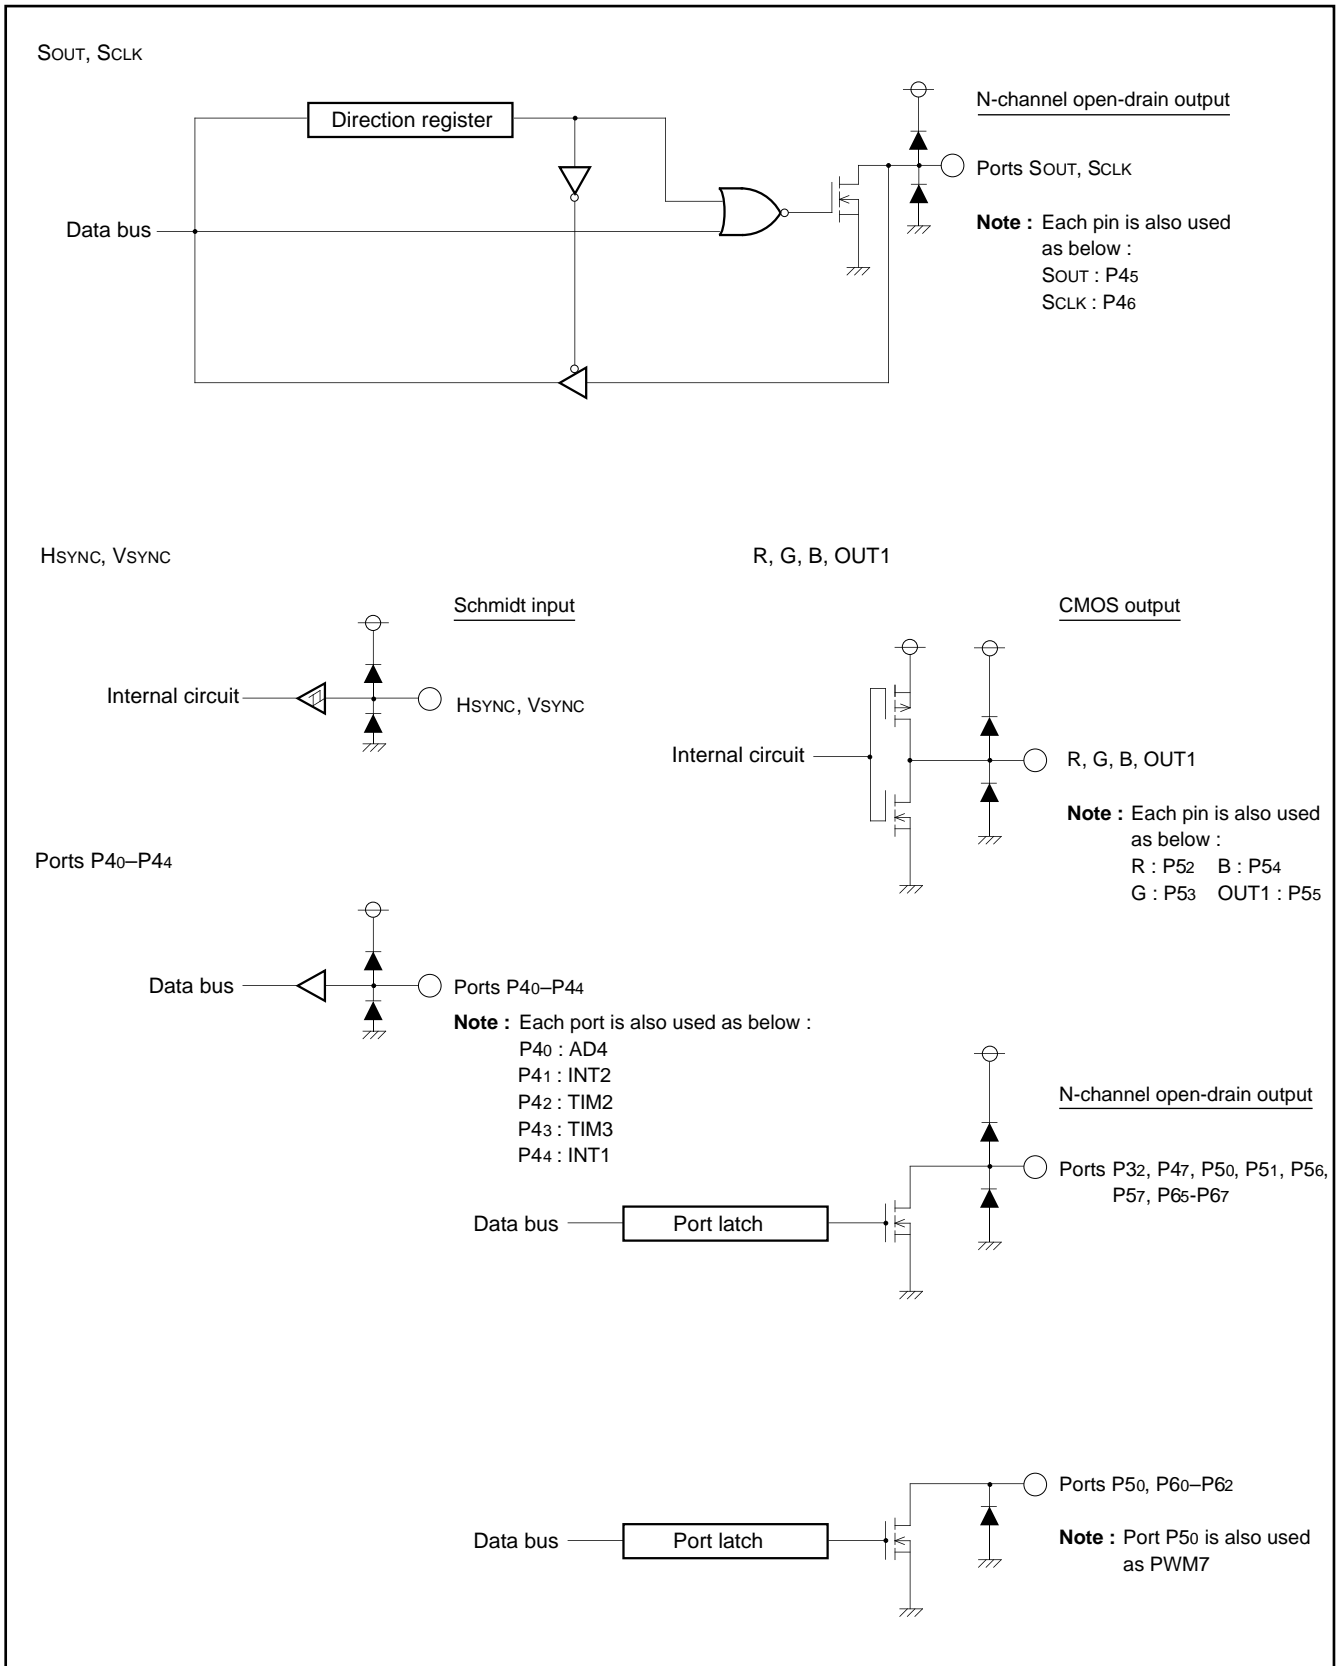 SOUT, SCLK
Direction register
N-channel open-drain output
Ports SOUT, SCLK
Data bus
Note : Each pin is also used
as below :
SOUT : P45
SCLK : P46
HSYNC, VSYNC
Schmidt input
Internal circuit
HSYNC, VSYNC
R, G, B, OUT1
CMOS output
Internal circuit
R, G, B, OUT1
Note : Each pin is also used
as below :
R : P52 B : P54
G : P53 OUT1 : P55
Ports P40–P44
Data bus
Ports P40–P44
Note : Each port is also used as below :
P40 : AD4
P41 : INT2
P42 : TIM2
P43 : TIM3
P44 : INT1
N-channel open-drain output
Ports P32, P47, P50, P51, P56,
P57, P65-P67
Data bus
Port latch
Ports P50, P60–P62
Data bus
Port latch
Note : Port P50 is also used
as PWM7